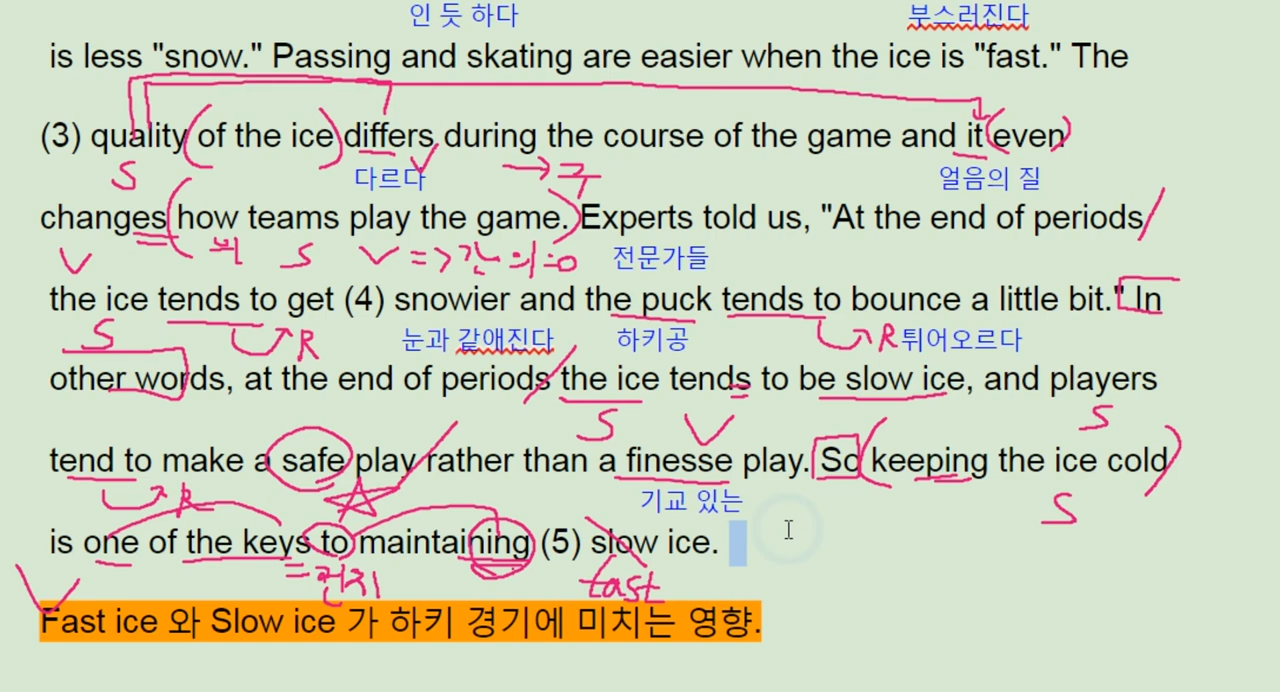 인 듯 하다 부스러진다
is less "snow." Passing and skating are easier when the ice is "fast." The
(3) quality of the ice differs during the course of the game and it even
S V → 주
다르다 얼음의 질
changes how teams play the game. Experts told us, "At the end of periods
V S V => 간 의 문
전문가들
the ice tends to get (4) snowier and the puck tends to bounce a little bit." In
S R 눈과 같애진다 하키공 R 튀어오르다
other words, at the end of periods the ice tends to be slow ice, and players
S V S
tend to make a safe play rather than a finesse play. So keeping the ice cold
R 기교 있는 S
is one of the keys to maintaining (5) slow ice.
V = 전치 fast
Fast ice 와 Slow ice 가 하키 경기에 미치는 영향.